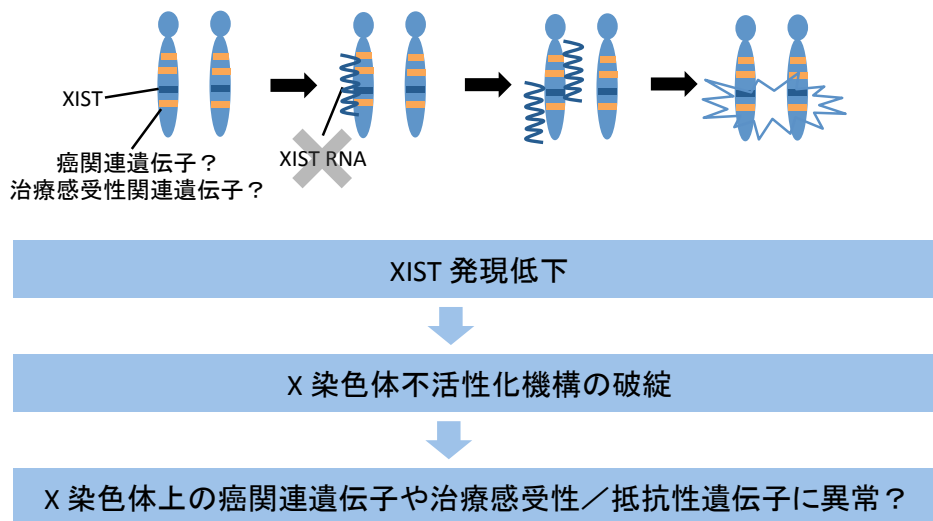 XIST
癌関連遺伝子？
治療感受性関連遺伝子？
XIST RNA
XIST 発現低下
X 染色体不活性化機構の破綻
X 染色体上の癌関連遺伝子や治療感受性／抵抗性遺伝子に異常？